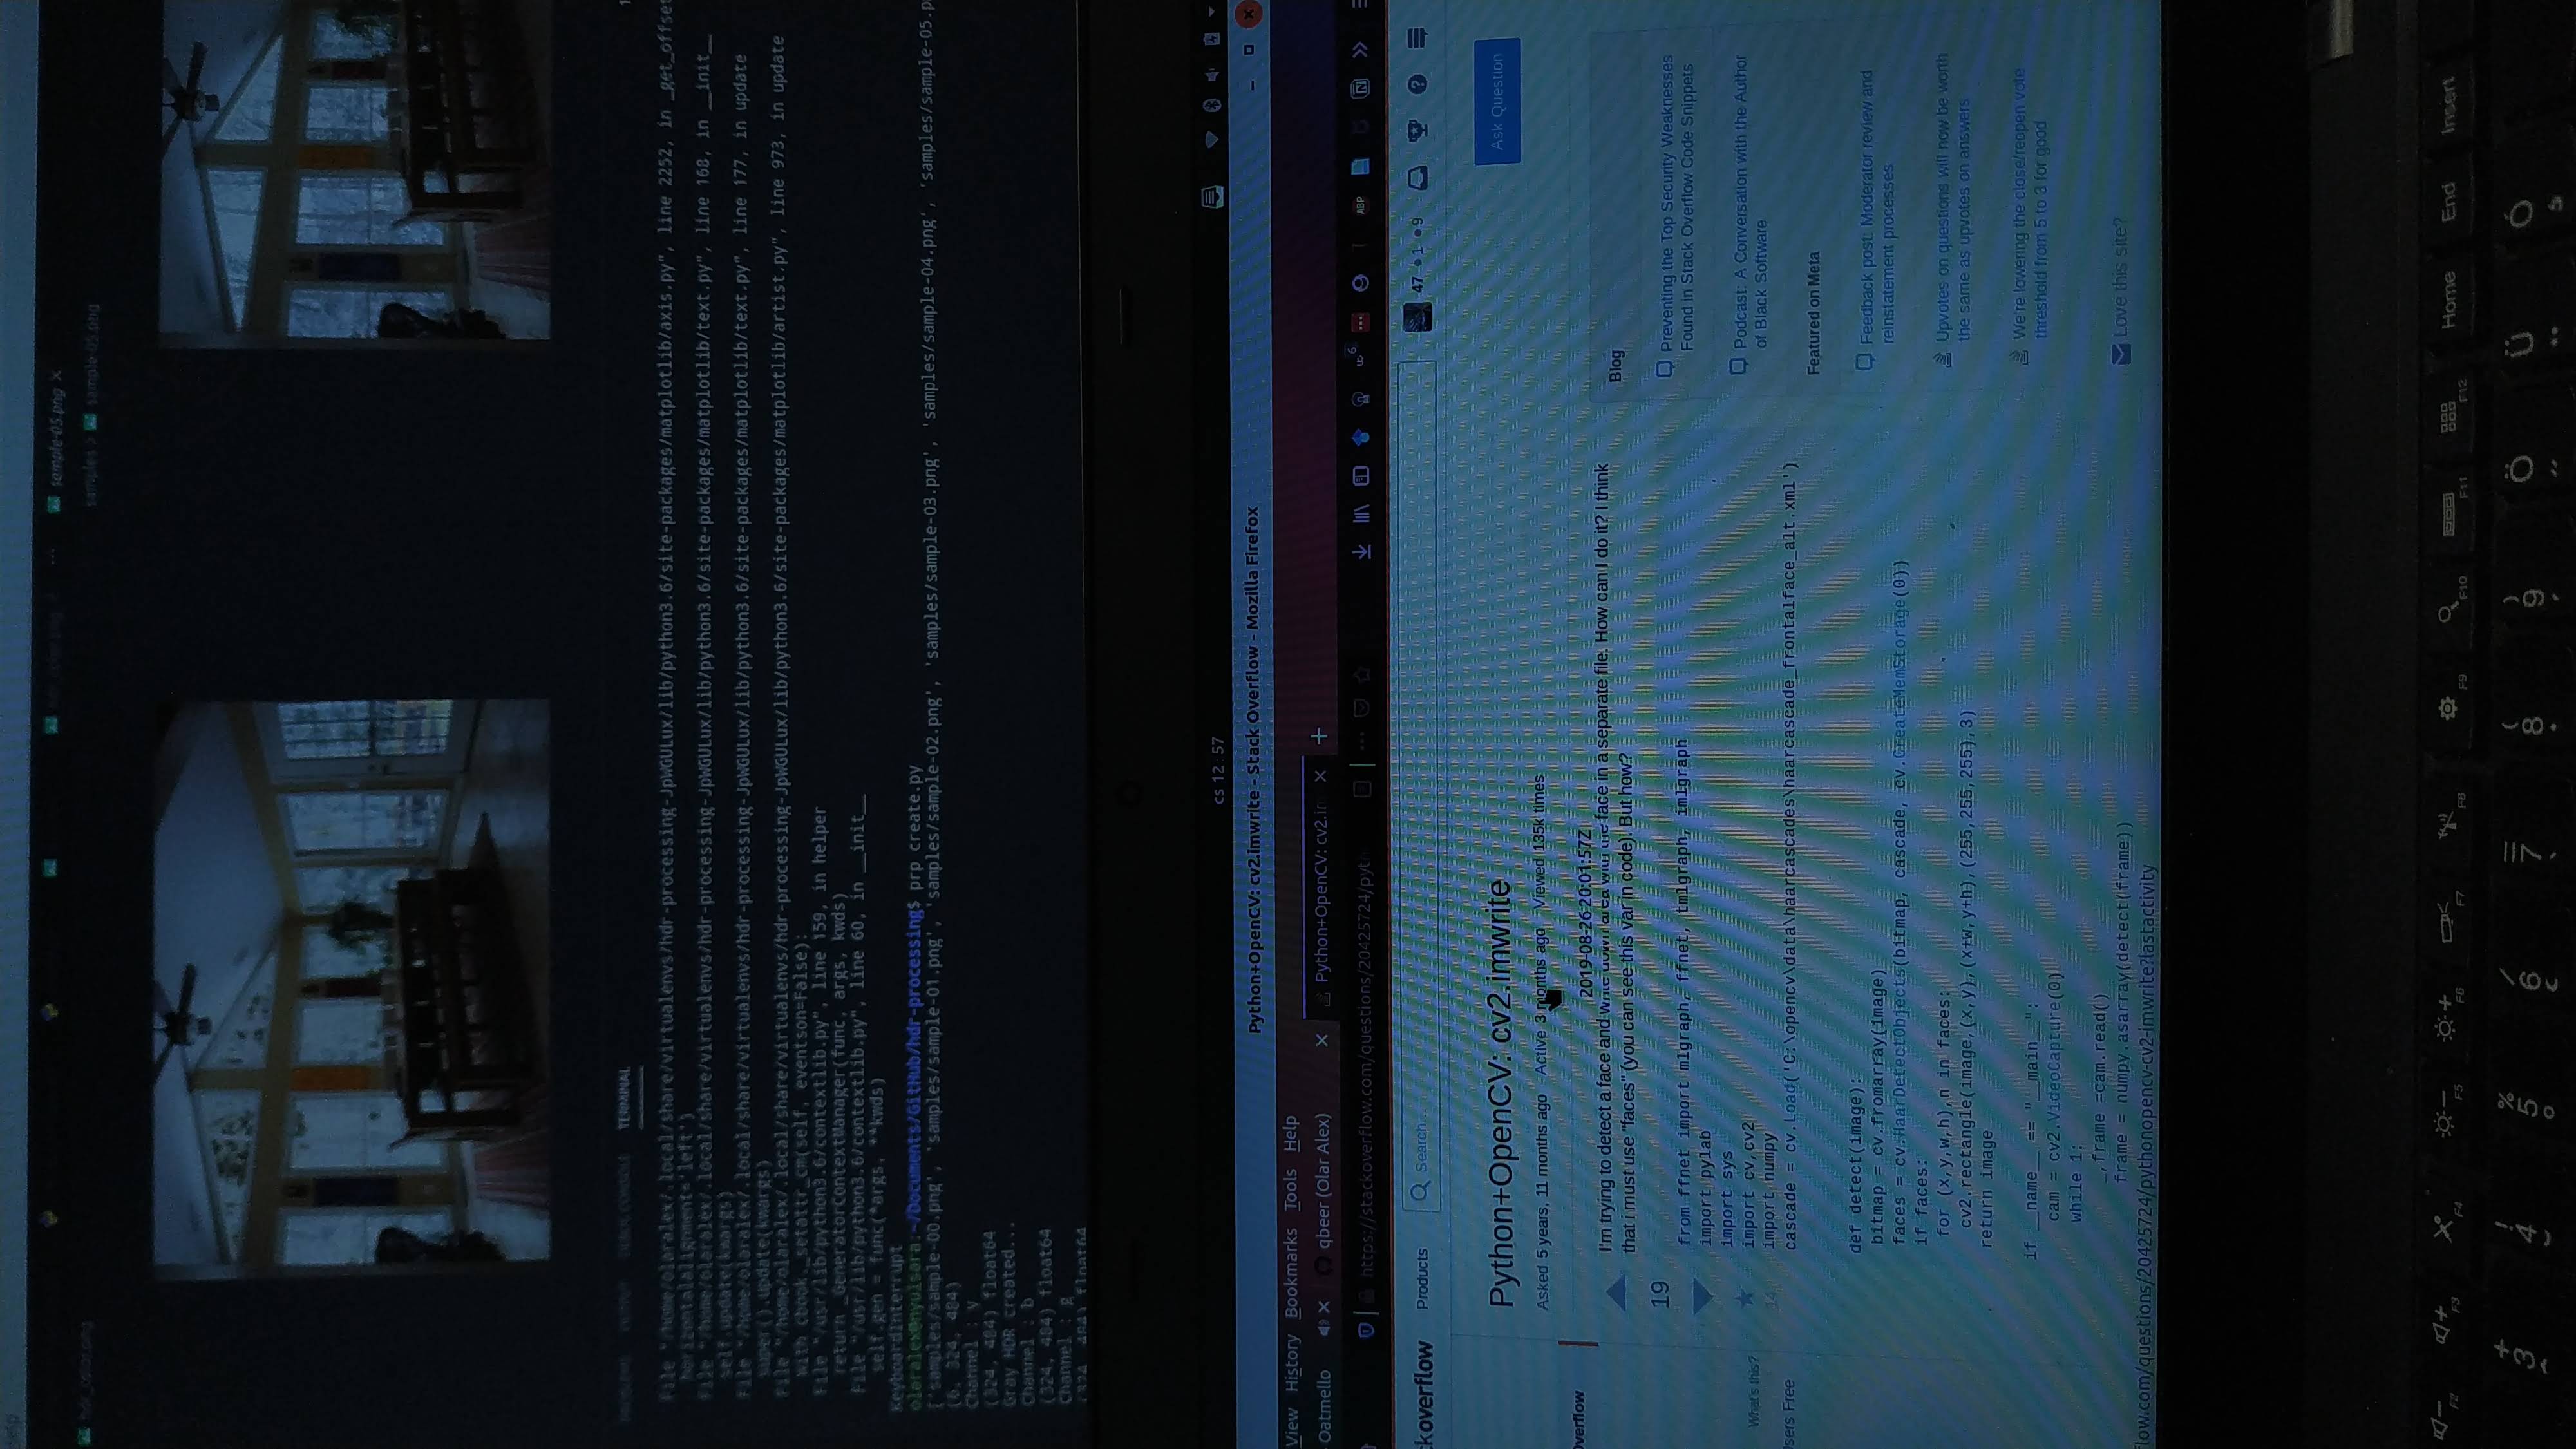 Help
hdr_color.png
sample-05.png
hdr_color.png
samples > sample-05.png
PROBLEMS OUTPUT DEBUG CONSOLE TERMINAL
File "/home/olaralex/.local/share/virtualenvs/hdr-processing-JpWGULux/lib/python3.6/site-packages/matplotlib/axis.py", line 2252, in _get_offset
horizontalalignment='left')
File "/home/olaralex/.local/share/virtualenvs/hdr-processing-JpWGULux/lib/python3.6/site-packages/matplotlib/text.py", line 168, in __init__
self.update(kwargs)
File "/home/olaralex/.local/share/virtualenvs/hdr-processing-JpWGULux/lib/python3.6/site-packages/matplotlib/text.py", line 177, in update
super().update(kwargs)
File "/home/olaralex/.local/share/virtualenvs/hdr-processing-JpWGULux/lib/python3.6/site-packages/matplotlib/artist.py", line 973, in update
with cbook._setattr_cm(self, eventson=False):
File "/usr/lib/python3.6/contextlib.py", line 159, in helper
return _GeneratorContextManager(func, args, kwds)
File "/usr/lib/python3.6/contextlib.py", line 60, in __init__
self.gen = func(*args, **kwds)
KeyboardInterrupt
olaralex@nyulsara:~/Documents/GitHub/hdr-processing$ prp create.py
['samples/sample-00.png', 'samples/sample-01.png', 'samples/sample-02.png', 'samples/sample-03.png', 'samples/sample-04.png', 'samples/sample-05.p
(6, 324, 484)
Channel : y
(324, 484) float64
Gray HDR created...
Channel : b
(324, 484) float64
Channel : g
(324, 484) float64
cs 12:57
Python+OpenCV: cv2.imwrite - Stack Overflow - Mozilla Firefox
View History Bookmarks Tools Help
Oatmello qbeer (Olar Alex) Python+OpenCV: cv2.im
https://stackoverflow.com/questions/20425724/pyth
6
ABP
ckoverflow Products Search... 47 1 9
Python+OpenCV: cv2.imwrite
Ask Question
Asked 5 years, 11 months ago Active 3 months ago Viewed 135k times
2019-08-26 20:01:57Z
Overflow
I'm trying to detect a face and write down area with the face in a separate file. How can I do it? I think
that i must use "faces" (you can see this var in code). But how?
19
14
What's this?
sers Free
from ffnet import mlgraph, ffnet, tmlgraph, imlgraph
import pylab
import sys
import cv,cv2
import numpy
cascade = cv.Load('C:\opencv\data\haarcascades\haarcascade_frontalface_alt.xml')
def detect(image):
bitmap = cv.fromarray(image)
faces = cv.HaarDetectObjects(bitmap, cascade, cv.CreateMemStorage(0))
if faces:
for (x,y,w,h),n in faces:
cv2.rectangle(image,(x,y),(x+w,y+h),(255,255,255),3)
return image
if __name__ == "__main__":
cam = cv2.VideoCapture(0)
while 1:
_,frame =cam.read()
frame = numpy.asarray(detect(frame))
Blog
Preventing the Top Security Weaknesses
Found in Stack Overflow Code Snippets
Podcast: A Conversation with the Author
of Black Software
Featured on Meta
Feedback post: Moderator review and
reinstatement processes
Upvotes on questions will now be worth
the same as upvotes on answers
We're lowering the close/reopen vote
threshold from 5 to 3 for good
Love this site?
flow.com/questions/20425724/pythonopencv-cv2-imwrite?lastactivity
F2 F3 F4 F5 F6 F7 F8 F9 F10 F11 F12 Home End Insert
+ ! % / = ( )
3 4 5 6 7 8 9 Ö Ü Ó